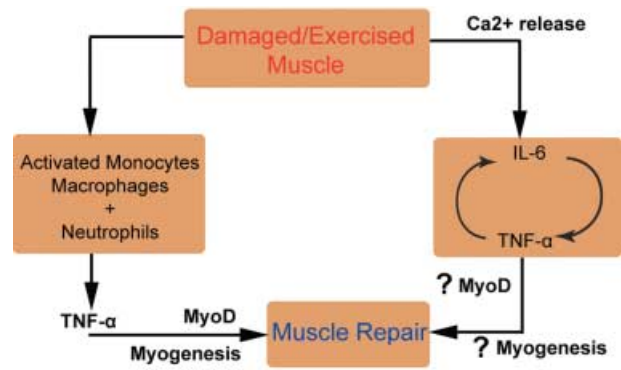 Damaged/Exercised
Muscle
Ca2+ release
Activated Monocytes
Macrophages
+
Neutrophils
IL-6
TNF-α
? MyoD
? Myogenesis
TNF-α
MyoD
Myogenesis
Muscle Repair